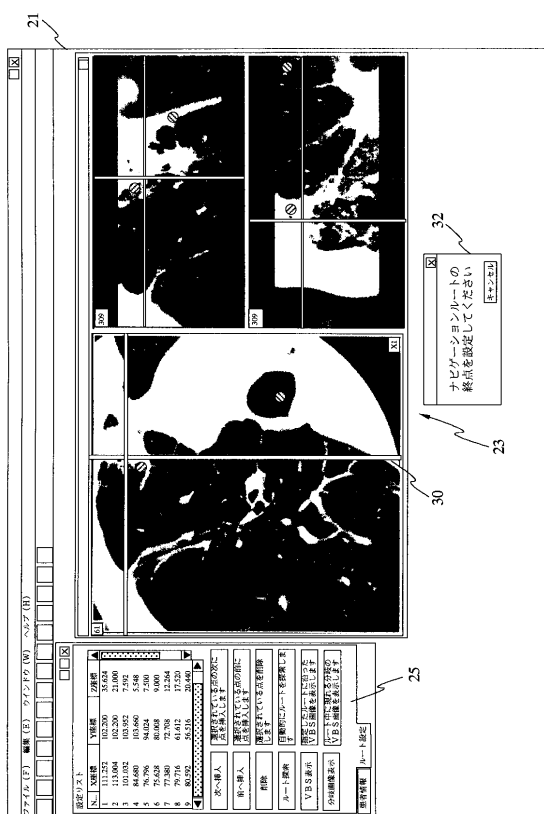 ファイル (F) 編集 (E) ウインドウ (W) ヘルプ (H)
設定リスト
N... X座標 Y座標 Z座標
1 111.252 102.200 35.624
2 113.004 102.200 21.000
3 101.032 103.952 7.592
4 84.680 103.660 5.548
5 76.796 94.024 7.500
6 75.628 80.008 9.000
7 77.380 72.708 12.264
8 79.716 61.612 17.520
9 80.592 56.516 20.440
次へ挿入
選択されている点の次に
点を挿入します
前へ挿入
選択されている点の前に
点を挿入します
削除
選択されている点を削除
します
ルート探索
自動的にルートを探索しま
す
VBS表示
指定したルートに沿った
VBS画像を表示します
分岐画像表示
ルート中に現れる分岐の
VBS画像を表示します
患者情報 ルート設定
25
61
X1
309
309
30
23
21
ナビゲーションルートの
終点を設定してください
キャンセル
32